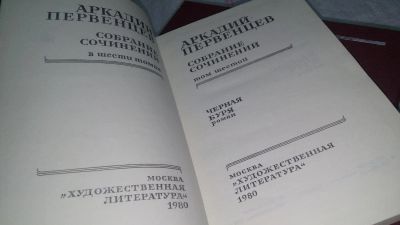 АРКАДИЙ
ПЕРВЕНЦЕВ
СОБРАНИЕ
СОЧИНЕНИЙ
в шести томах
МОСКВА
„ХУДОЖЕСТВЕННАЯ
ЛИТЕРАТУРА“
1980
АРКАДИЙ
ПЕРВЕНЦЕВ
СОБРАНИЕ
СОЧИНЕНИЙ
том шестой
ЧЕРНАЯ
БУРЯ
роман
МОСКВА
„ХУДОЖЕСТВЕННАЯ
ЛИТЕРАТУРА“
1980